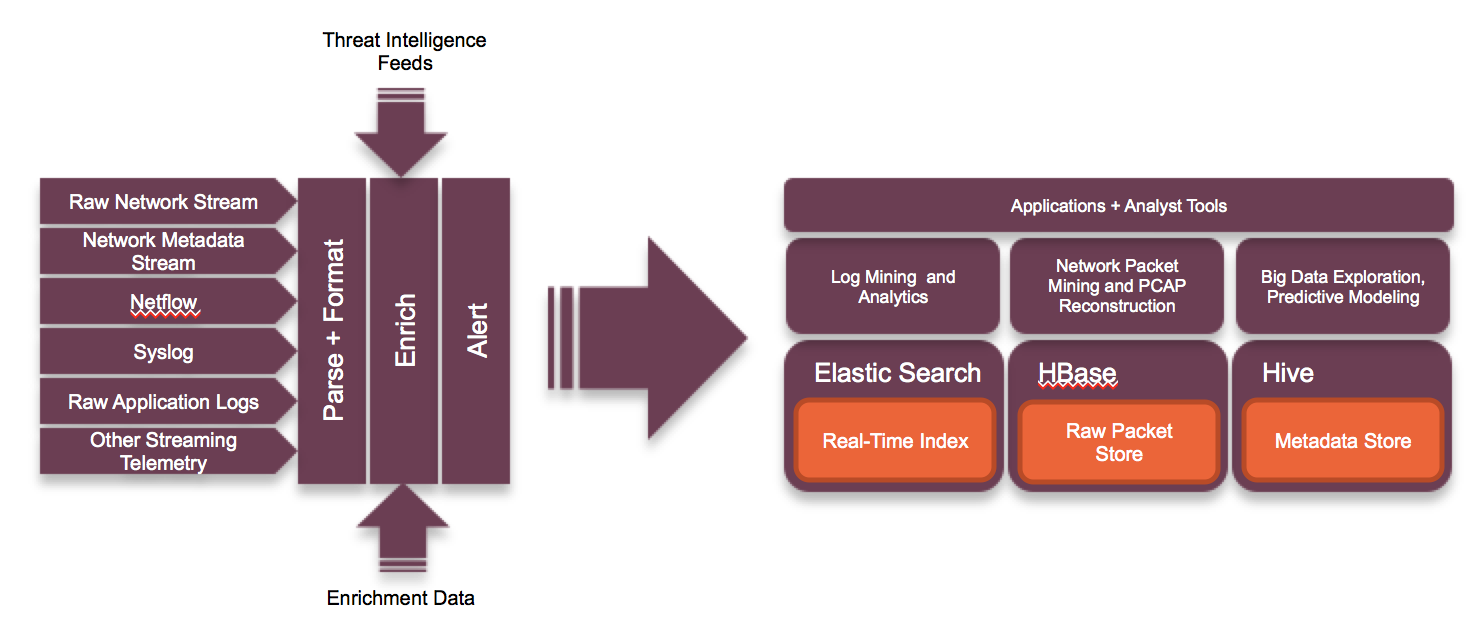 Threat Intelligence
Feeds
Raw Network Stream
Network Metadata
Stream
Netflow
Syslog
Raw Application Logs
Other Streaming
Telemetry
Parse + Format
Enrich
Alert
Enrichment Data
Applications + Analyst Tools
Log Mining and
Analytics
Network Packet
Mining and PCAP
Reconstruction
Big Data Exploration,
Predictive Modeling
Elastic Search
Real-Time Index
HBase
Raw Packet
Store
Hive
Metadata Store